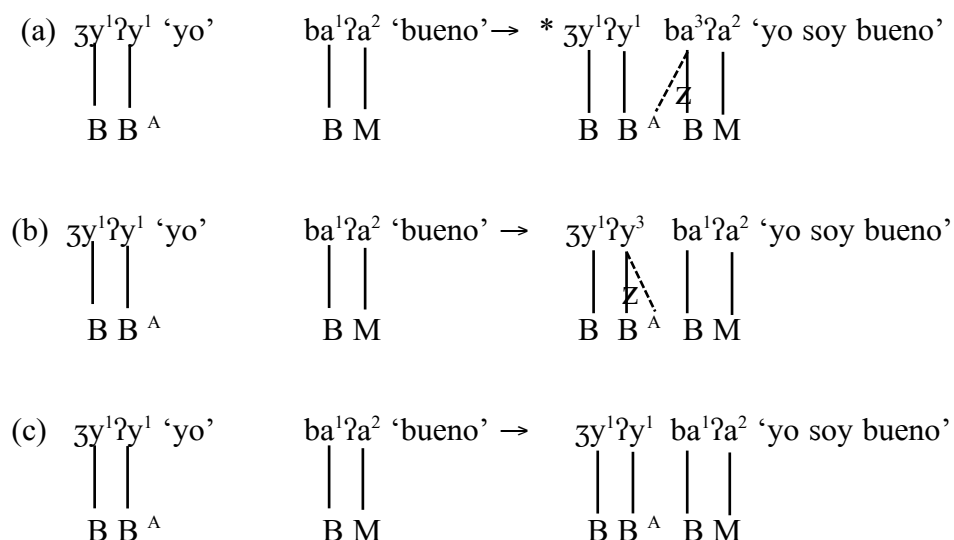 (a) ʒy¹ʔy¹ ‘yo’ ba¹ʔa² ‘bueno’ → * ʒy¹ʔy¹ ba³ʔa² ‘yo soy bueno’
z
B B ᴬ B M B B ᴬ B M
(b) ʒy¹ʔy¹ ‘yo’ ba¹ʔa² ‘bueno’ → ʒy¹ʔy³ ba¹ʔa² ‘yo soy bueno’
z
B B ᴬ B M B B ᴬ B M
(c) ʒy¹ʔy¹ ‘yo’ ba¹ʔa² ‘bueno’ → ʒy¹ʔy¹ ba¹ʔa² ‘yo soy bueno’
B B ᴬ B M B B ᴬ B M